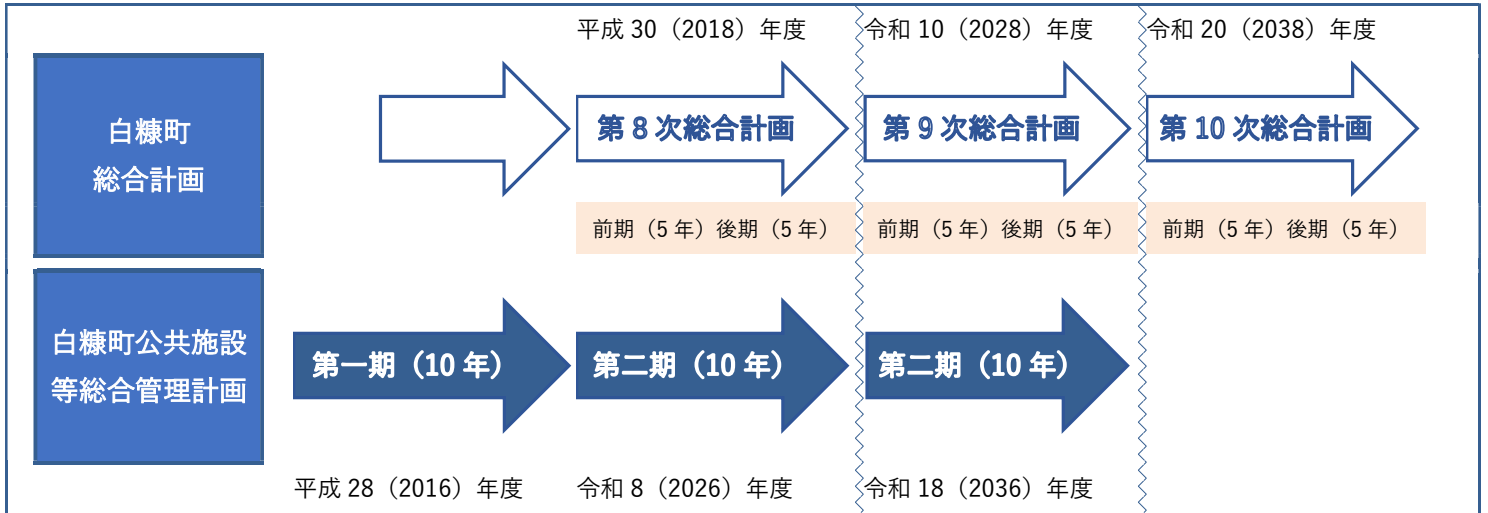 平成 30（2018）年度
令和 10（2028）年度
令和 20（2038）年度
白糠町
総合計画
第 8 次総合計画
第 9 次総合計画
第 10 次総合計画
前期（5 年）後期（5 年）
前期（5 年）後期（5 年）
前期（5 年）後期（5 年）
白糠町公共施設
等総合管理計画
第一期（10 年）
第二期（10 年）
第二期（10 年）
平成 28（2016）年度
令和 8（2026）年度
令和 18（2036）年度